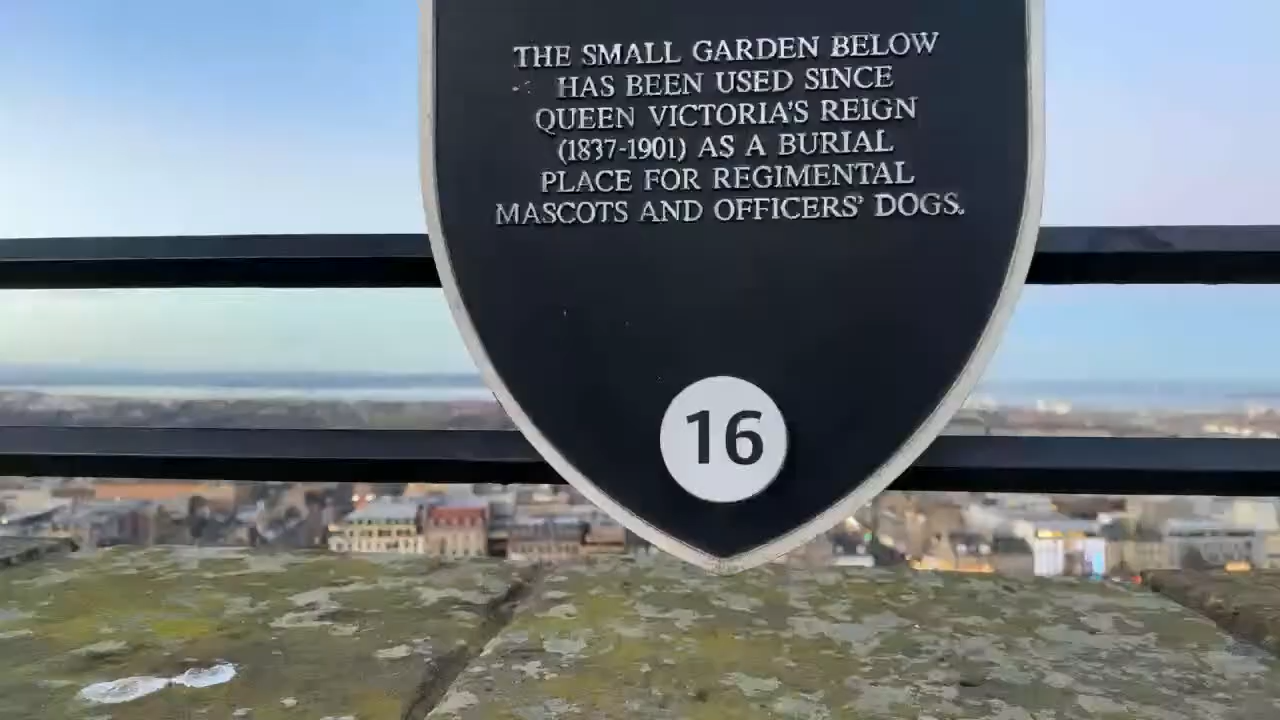 THE SMALL GARDEN BELOW
HAS BEEN USED SINCE
QUEEN VICTORIA'S REIGN
(1837-1901) AS A BURIAL
PLACE FOR REGIMENTAL
MASCOTS AND OFFICERS' DOGS.
16